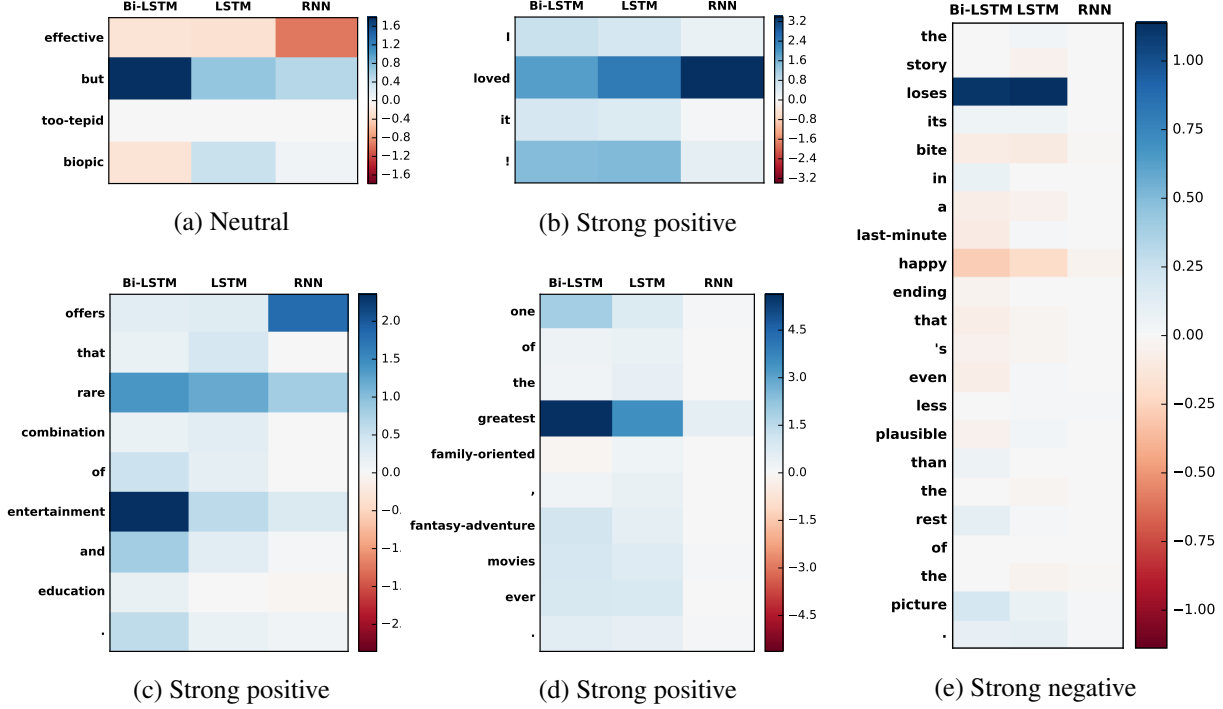 Bi-LSTM LSTM RNN
effective
but
too-tepid
biopic
1.6
1.2
0.8
0.4
0.0
−0.4
−0.8
−1.2
−1.6
(a) Neutral
Bi-LSTM LSTM RNN
I
loved
it
!
3.2
2.4
1.6
0.8
0.0
−0.8
−1.6
−2.4
−3.2
(b) Strong positive
Bi-LSTM LSTM RNN
offers
that
rare
combination
of
entertainment
and
education
.
2.0
1.5
1.0
0.5
0.0
−0.
−1.
−1.
−2.
(c) Strong positive
Bi-LSTM LSTM RNN
one
of
the
greatest
family-oriented
,
fantasy-adventure
movies
ever
.
4.5
3.0
1.5
0.0
−1.5
−3.0
−4.5
(d) Strong positive
Bi-LSTM LSTM RNN
the
story
loses
its
bite
in
a
last-minute
happy
ending
that
's
even
less
plausible
than
the
rest
of
the
picture
.
1.00
0.75
0.50
0.25
0.00
−0.25
−0.50
−0.75
−1.00
(e) Strong negative